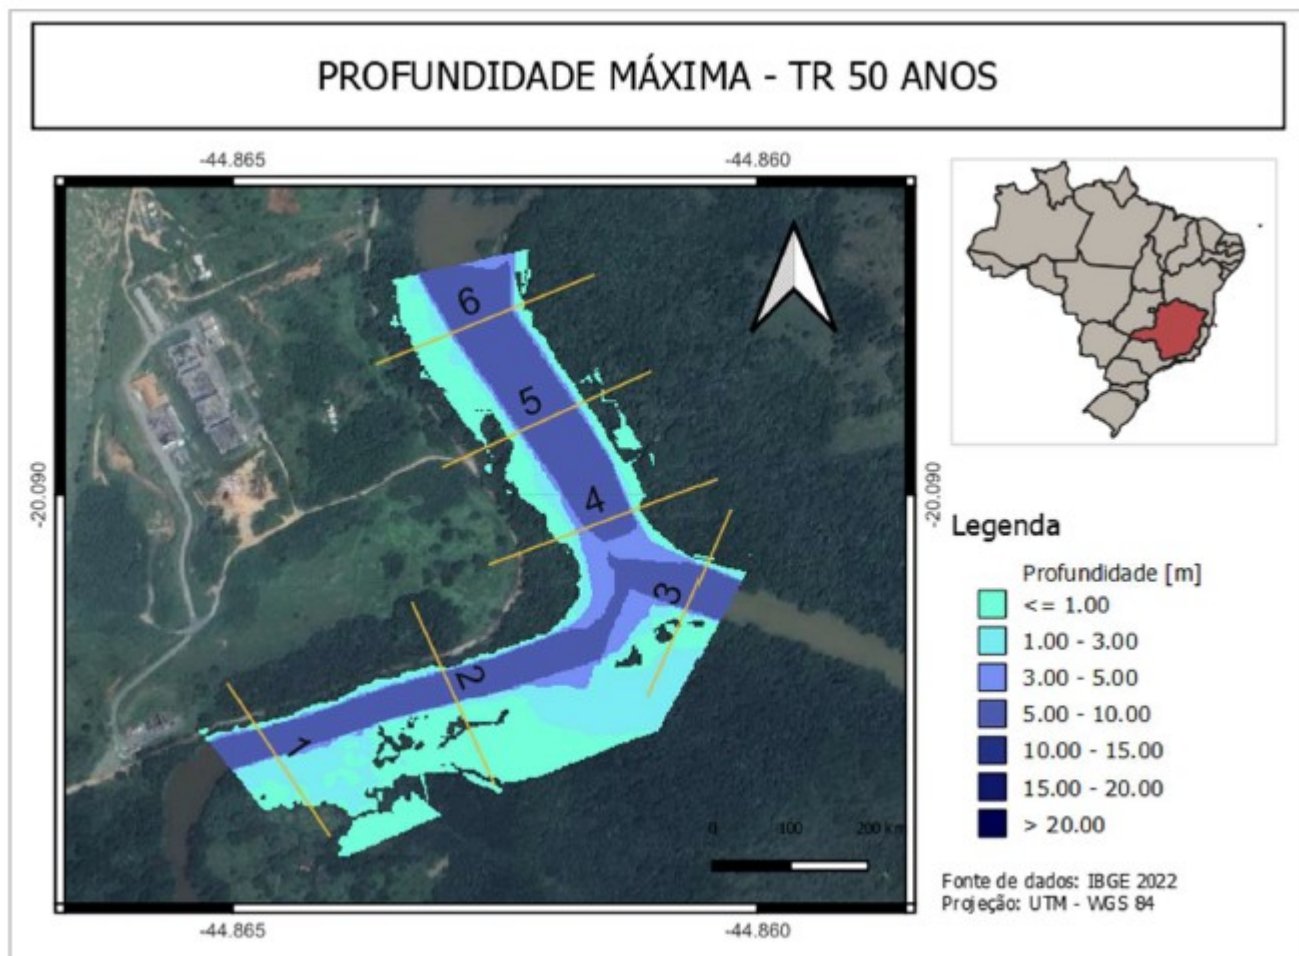 PROFUNDIDADE MÁXIMA - TR 50 ANOS
-44.865
-44.860
-20.090
-20.090
6
5
4
3
2
1
0 100 200 km
-44.865
-44.860
Legenda
Profundidade [m]
<= 1.00
1.00 - 3.00
3.00 - 5.00
5.00 - 10.00
10.00 - 15.00
15.00 - 20.00
> 20.00
Fonte de dados: IBGE 2022
Projeção: UTM - WGS 84